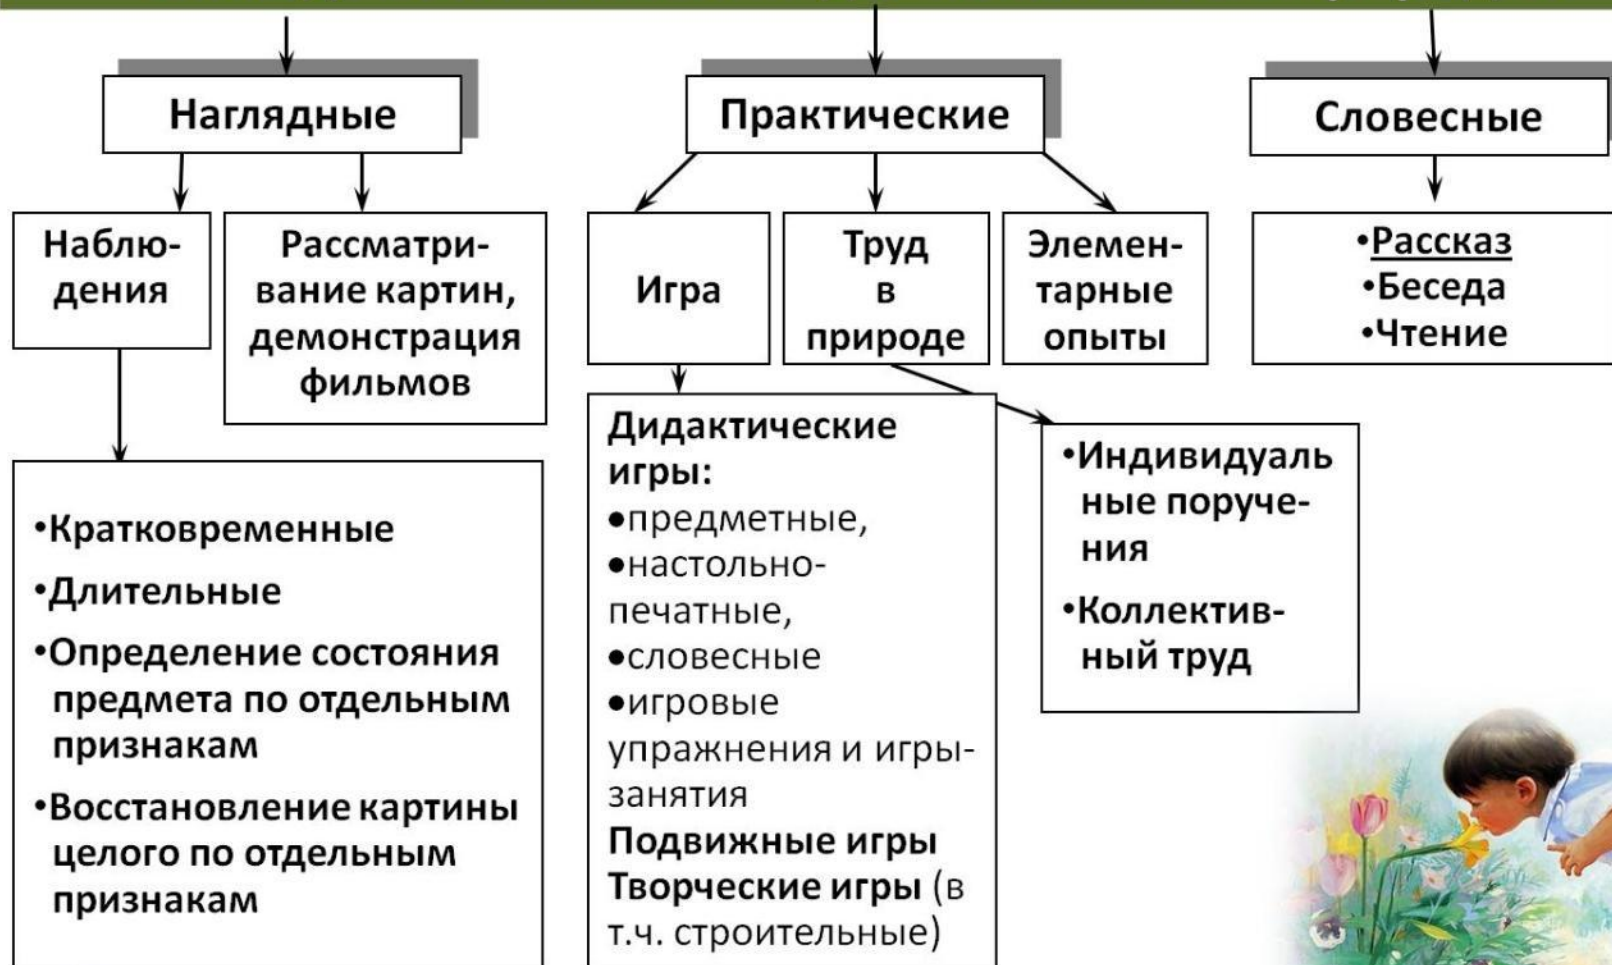 Наглядные
Практические
Словесные
Наблю-
дения
Рассматри-
вание картин,
демонстрация
фильмов
Игра
Труд
в
природе
Элемен-
тарные
опыты
•Рассказ
•Беседа
•Чтение
•Кратковременные
•Длительные
•Определение состояния
предмета по отдельным
признакам
•Восстановление картины
целого по отдельным
признакам
Дидактические
игры:
•предметные,
•настольно-
печатные,
•словесные
•игровые
упражнения и игры-
занятия
Подвижные игры
Творческие игры (в
т.ч. строительные)
•Индивидуаль
ные поруче-
ния
•Коллектив-
ный труд